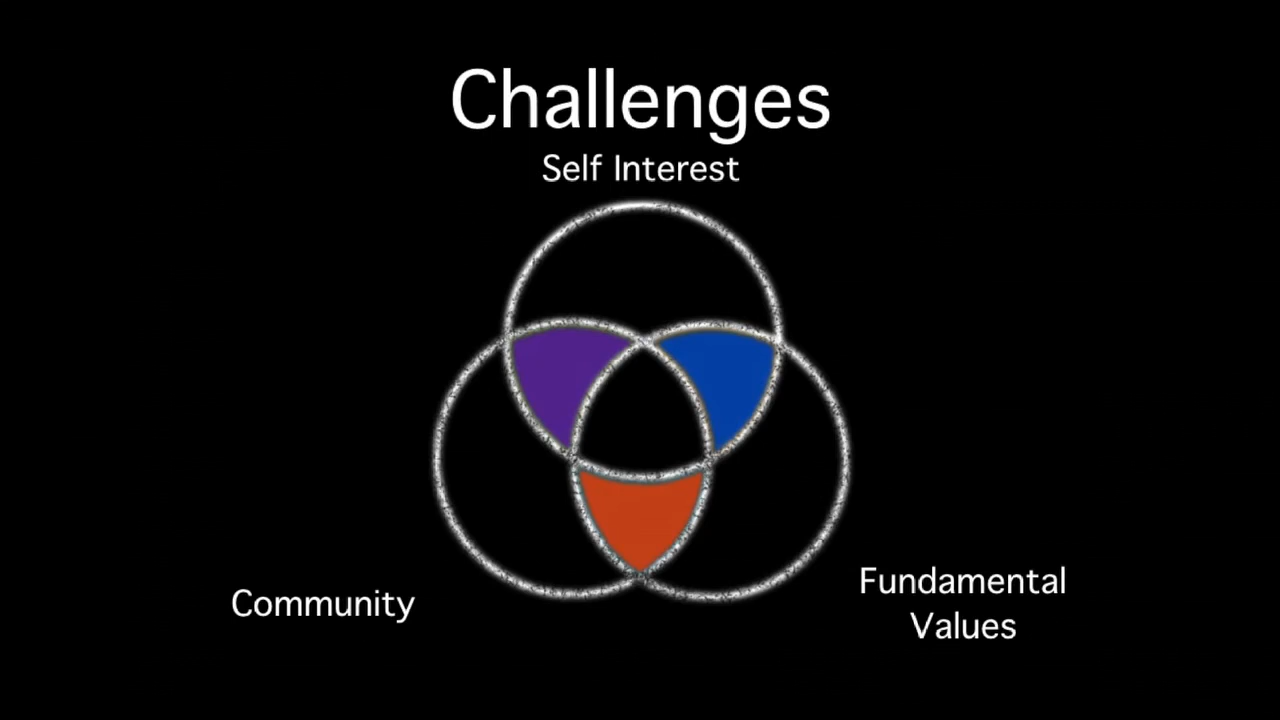 Challenges
Self Interest
Community
Fundamental
Values